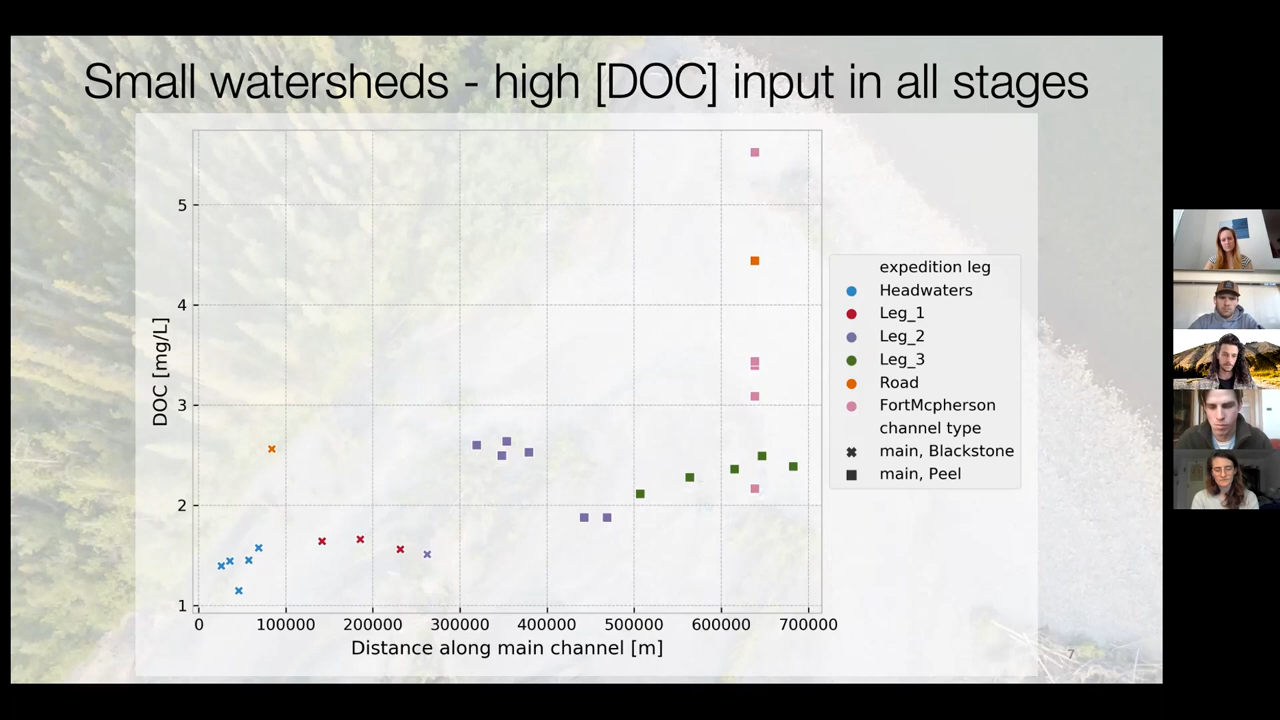 Small watersheds - high [DOC] input in all stages
5
4
3
2
1
DOC [mg/L]
0 100000 200000 300000 400000 500000 600000 700000
Distance along main channel [m]
expedition leg
Headwaters
Leg_1
Leg_2
Leg_3
Road
FortMcpherson
channel type
main, Blackstone
main, Peel
7